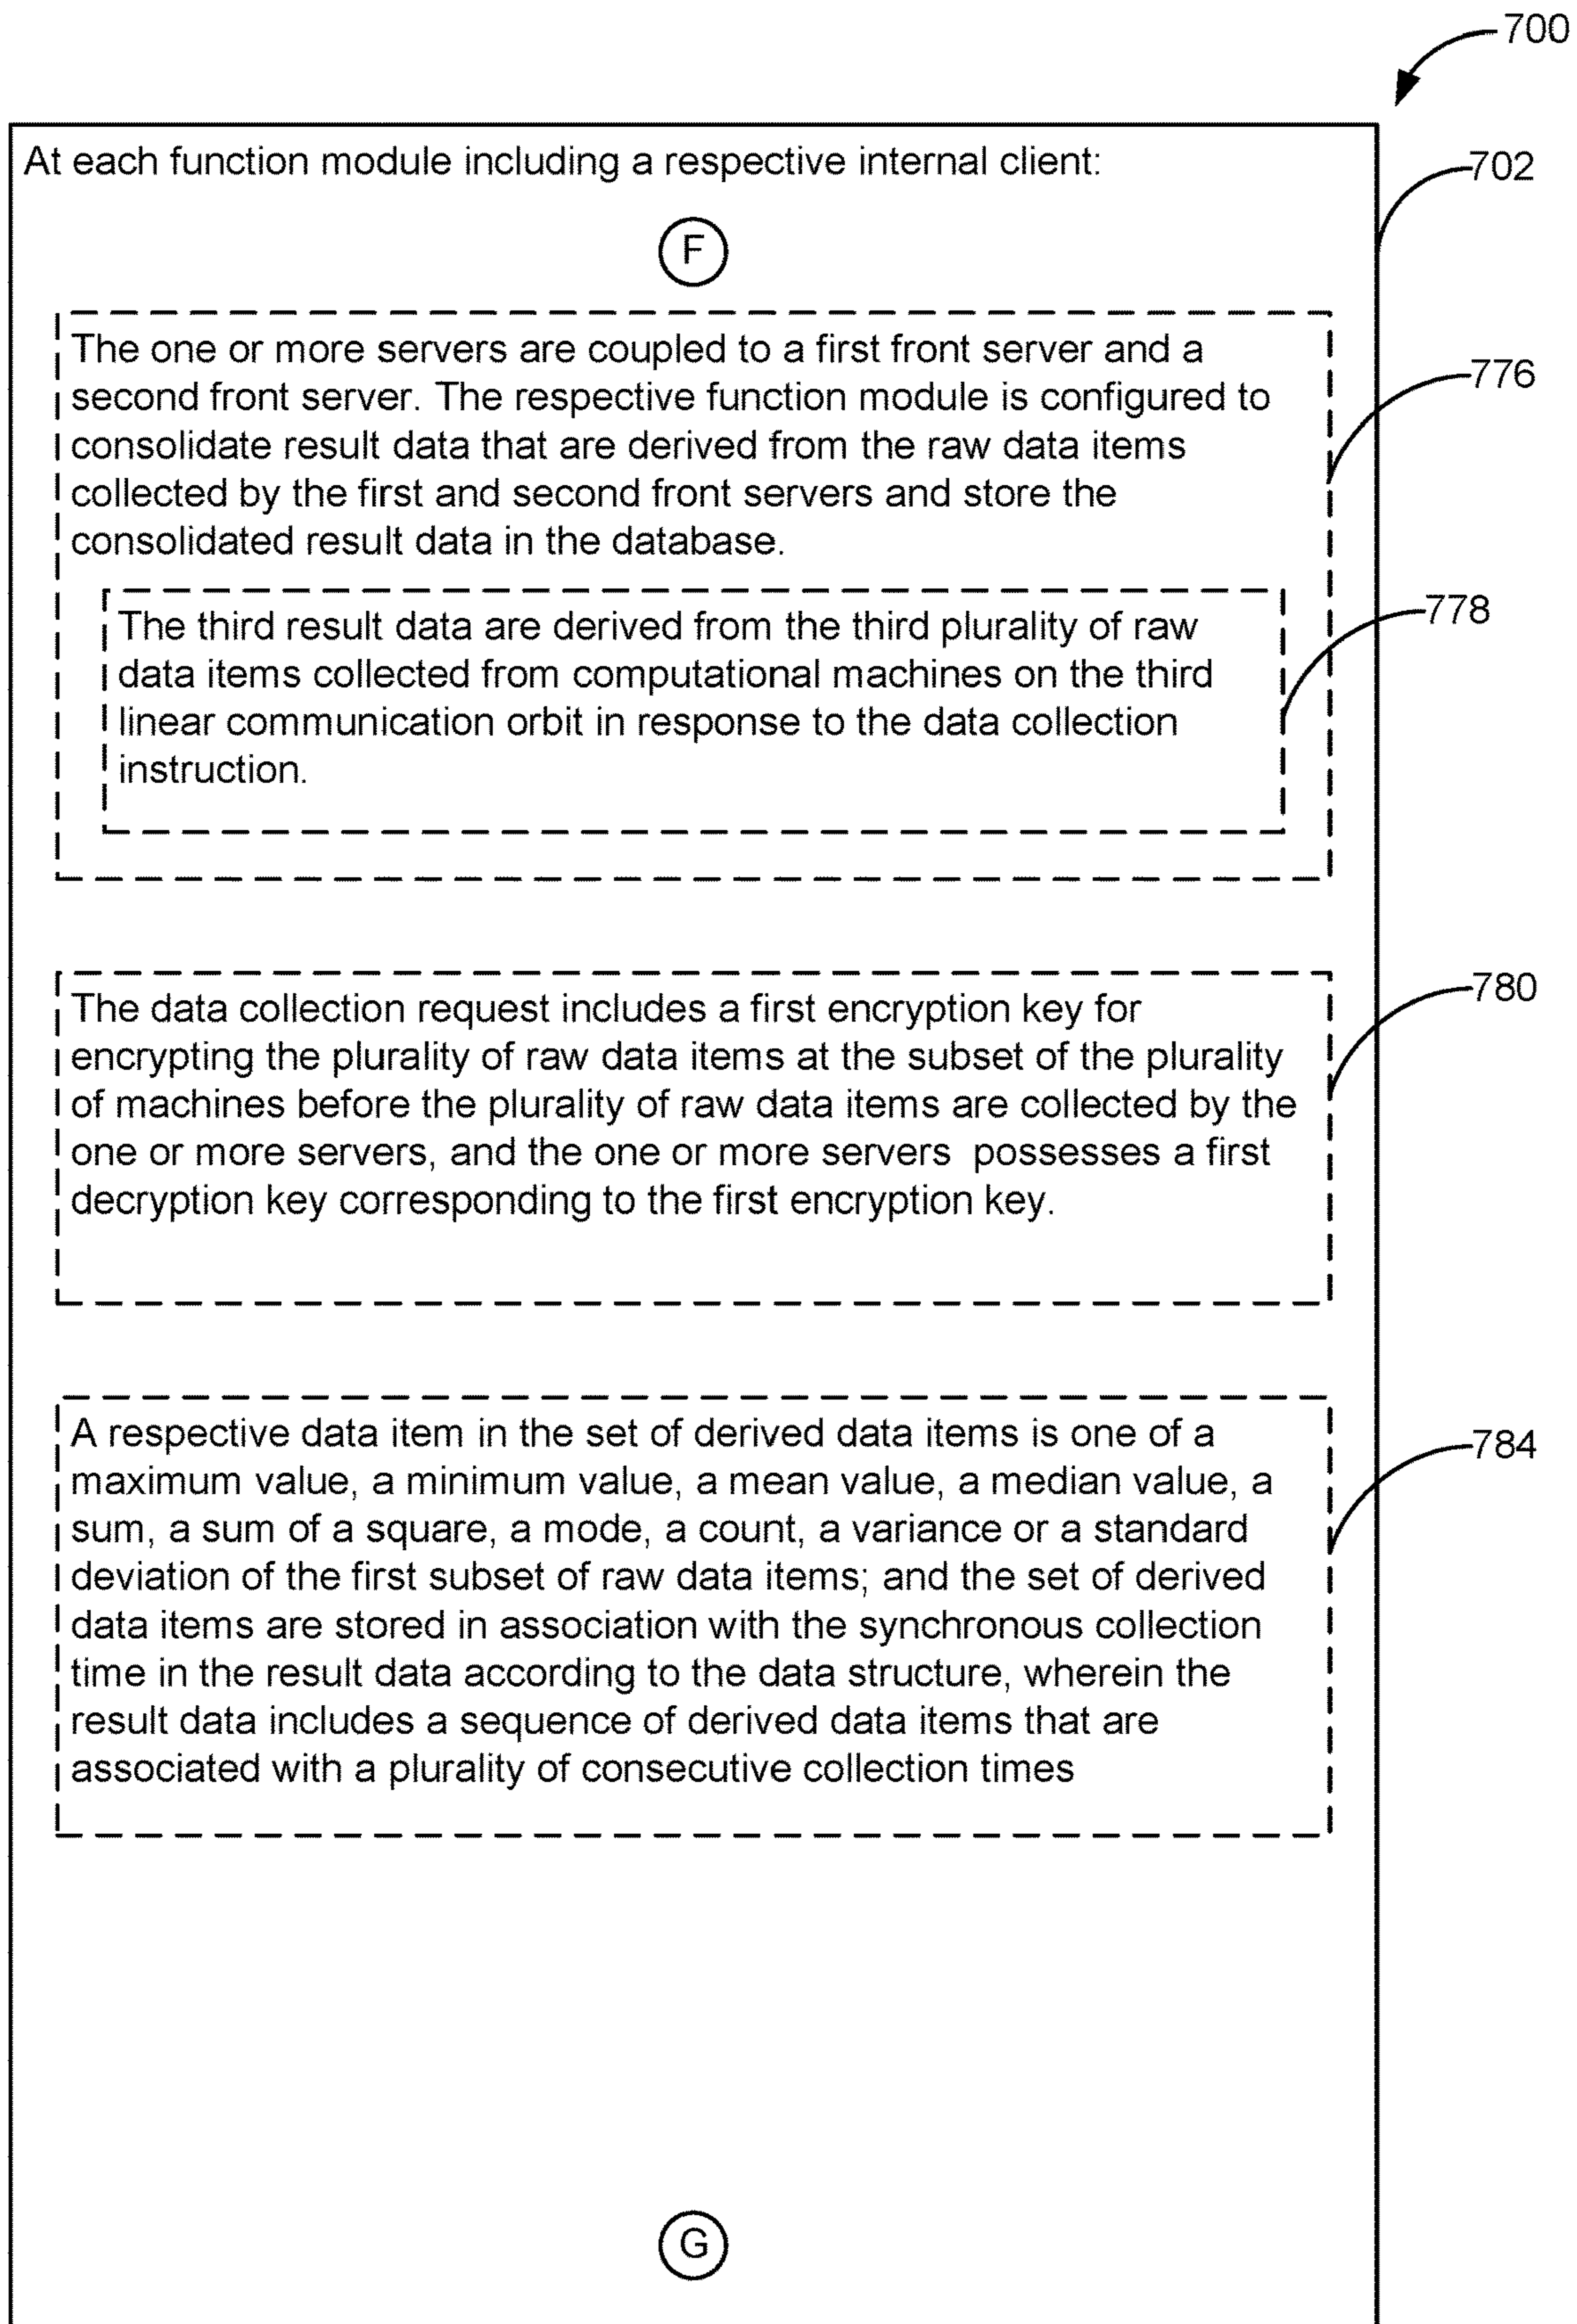 700
At each function module including a respective internal client:
702
F
The one or more servers are coupled to a first front server and a
second front server. The respective function module is configured to
776
consolidate result data that are derived from the raw data items
collected by the first and second front servers and store the
consolidated result data in the database.
The third result data are derived from the third plurality of raw
778
data items collected from computational machines on the third
linear communication orbit in response to the data collection
instruction.
The data collection request includes a first encryption key for
780
encrypting the plurality of raw data items at the subset of the plurality
of machines before the plurality of raw data items are collected by the
one or more servers, and the one or more servers  possesses a first
decryption key corresponding to the first encryption key.
A respective data item in the set of derived data items is one of a
784
maximum value, a minimum value, a mean value, a median value, a
sum, a sum of a square, a mode, a count, a variance or a standard
deviation of the first subset of raw data items; and the set of derived
data items are stored in association with the synchronous collection
time in the result data according to the data structure, wherein the
result data includes a sequence of derived data items that are
associated with a plurality of consecutive collection times
G